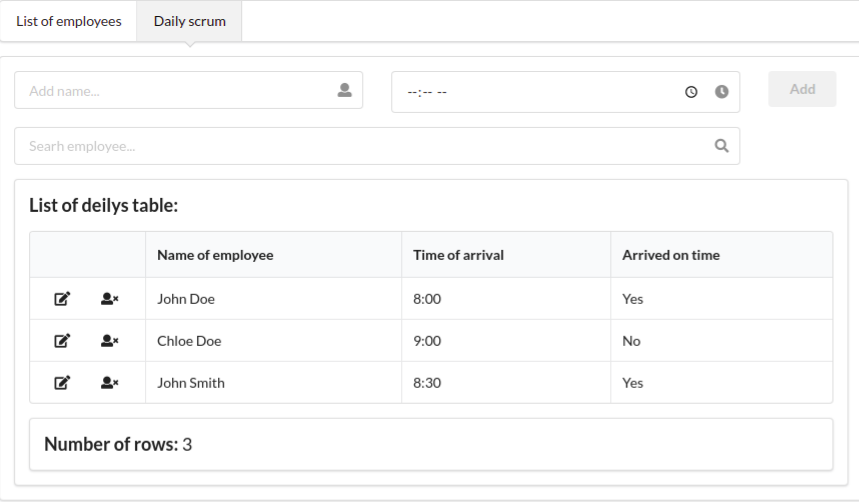 List of employees Daily scrum
Add name... --:-- -- Add
Searh employee...
List of deilys table:
Name of employee Time of arrival Arrived on time
John Doe 8:00 Yes
Chloe Doe 9:00 No
John Smith 8:30 Yes
Number of rows: 3